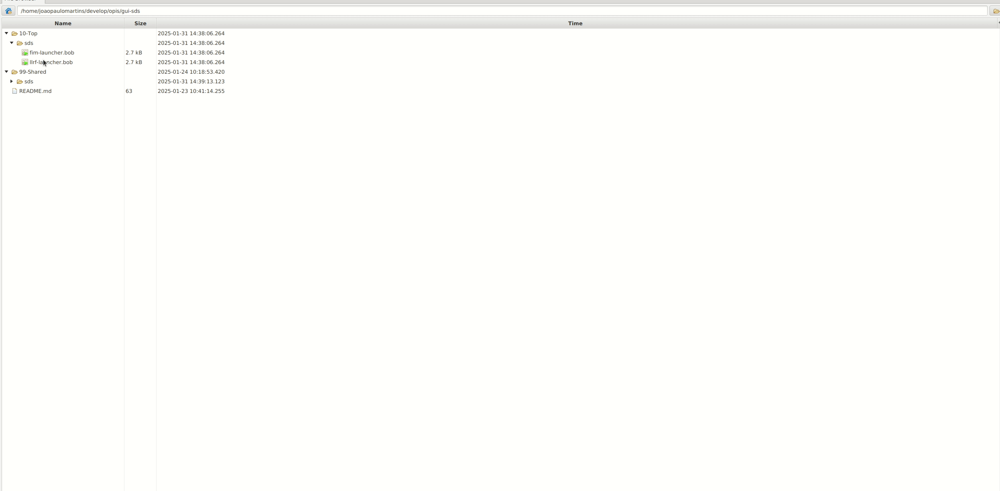 File Browser
/home/joaopaulomartins/develop/opis/gui-sds
Name Size Time
10-Top 2025-01-31 14:38:06.264
sds 2025-01-31 14:38:06.264
fim-launcher.bob 2.7 kB 2025-01-31 14:38:06.264
llrf-launcher.bob 2.7 kB 2025-01-31 14:38:06.264
99-Shared 2025-01-24 10:18:53.420
sds 2025-01-31 14:39:13.123
README.md 63 2025-01-23 10:41:14.255